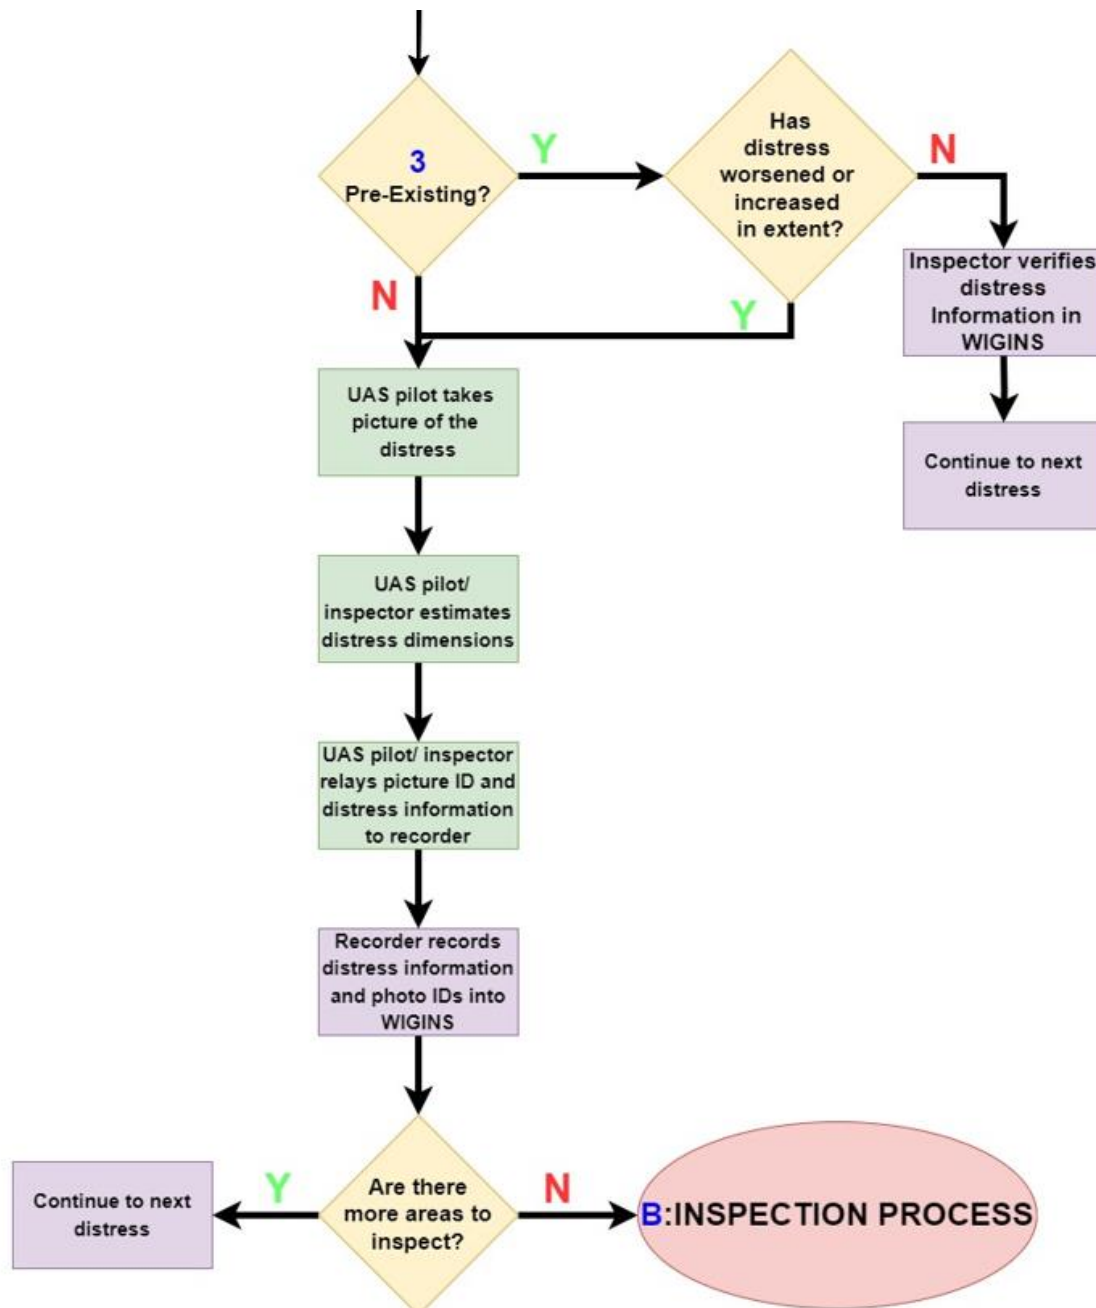 3
Pre-Existing?
Y
Has
distress
worsened or
increased
in extent?
N
Inspector verifies
distress
Information in
WIGINS
Continue to next
distress
Y
N
UAS pilot takes
picture of the
distress
UAS pilot/
inspector estimates
distress dimensions
UAS pilot/ inspector
relays picture ID and
distress information
to recorder
Recorder records
distress information
and photo IDs into
WIGINS
Are there
more areas to
inspect?
Y
Continue to next
distress
N
B:INSPECTION PROCESS